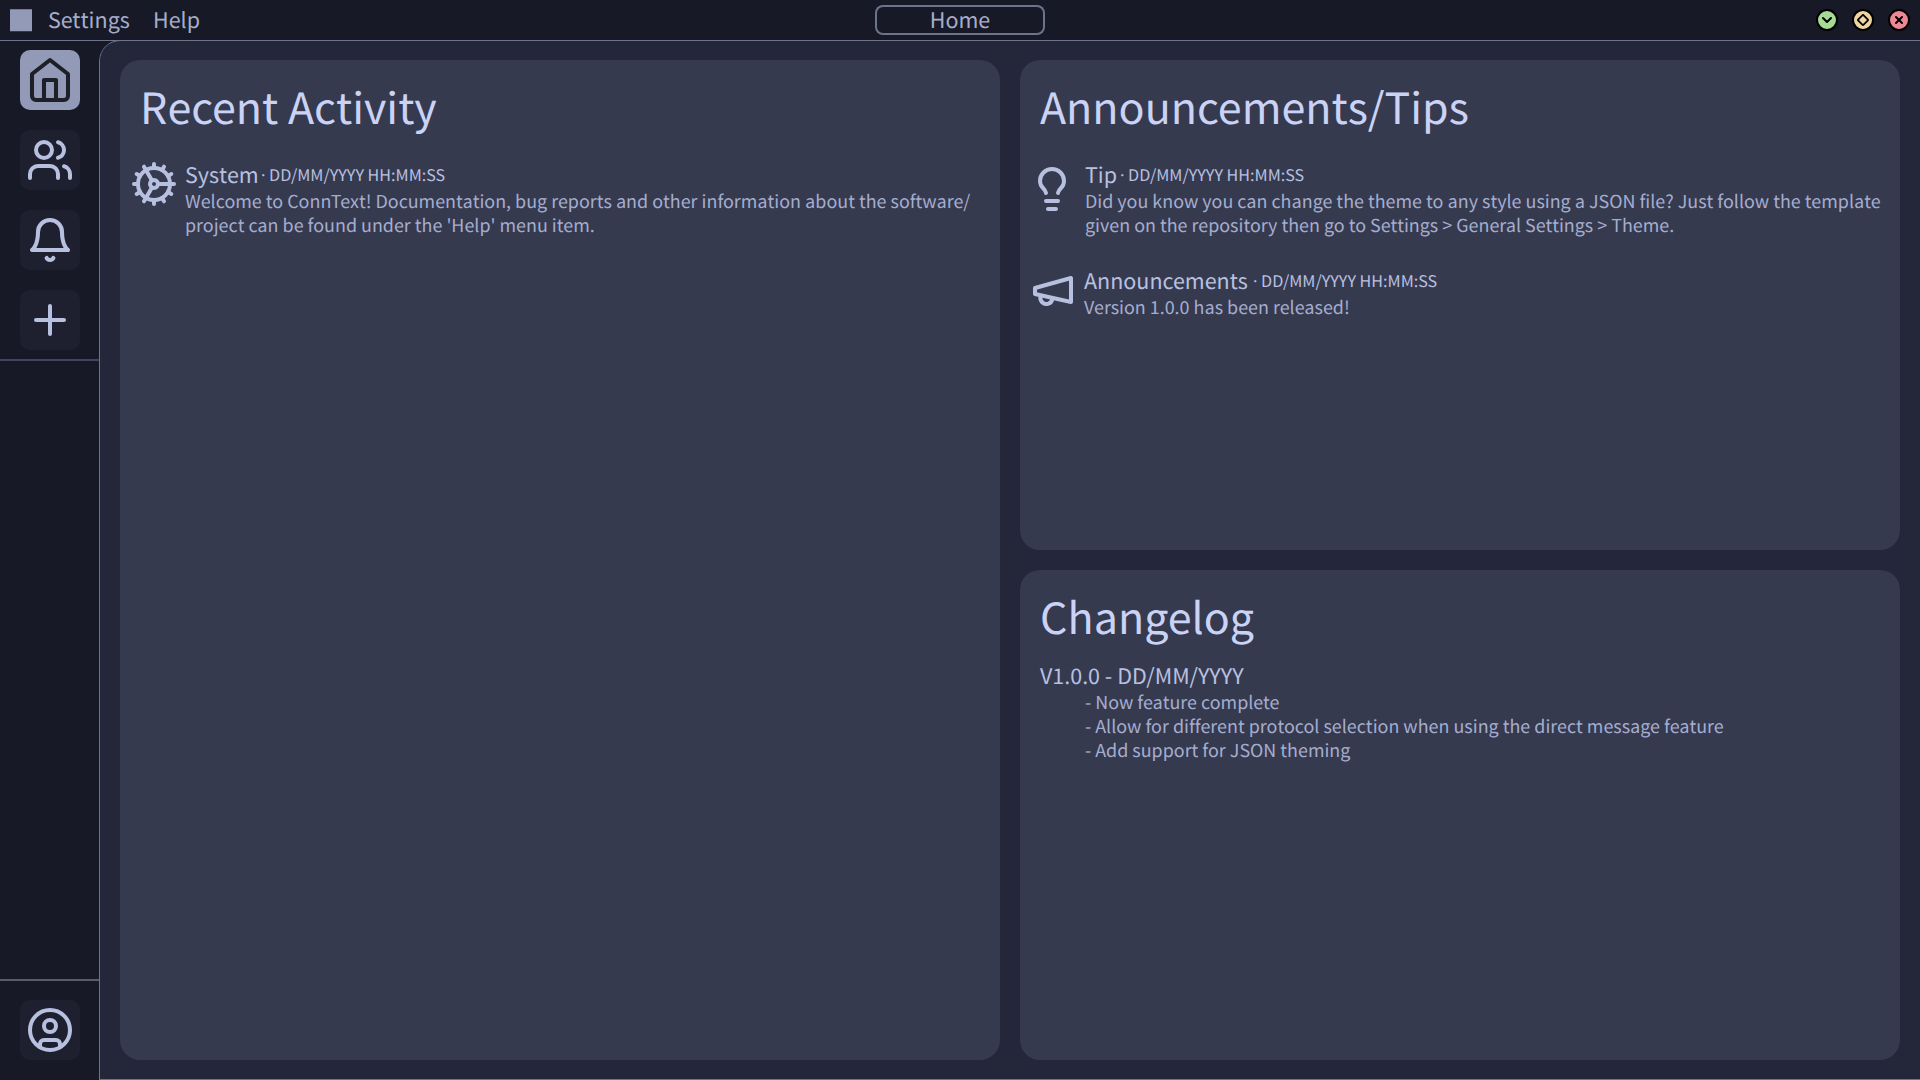 Settings Help
Home
Recent Activity
System · DD/MM/YYYY HH:MM:SS
Welcome to ConnText! Documentation, bug reports and other information about the software/
project can be found under the 'Help' menu item.
Announcements/Tips
Tip · DD/MM/YYYY HH:MM:SS
Did you know you can change the theme to any style using a JSON file? Just follow the template
given on the repository then go to Settings > General Settings > Theme.
Announcements · DD/MM/YYYY HH:MM:SS
Version 1.0.0 has been released!
Changelog
V1.0.0 - DD/MM/YYYY
- Now feature complete
- Allow for different protocol selection when using the direct message feature
- Add support for JSON theming